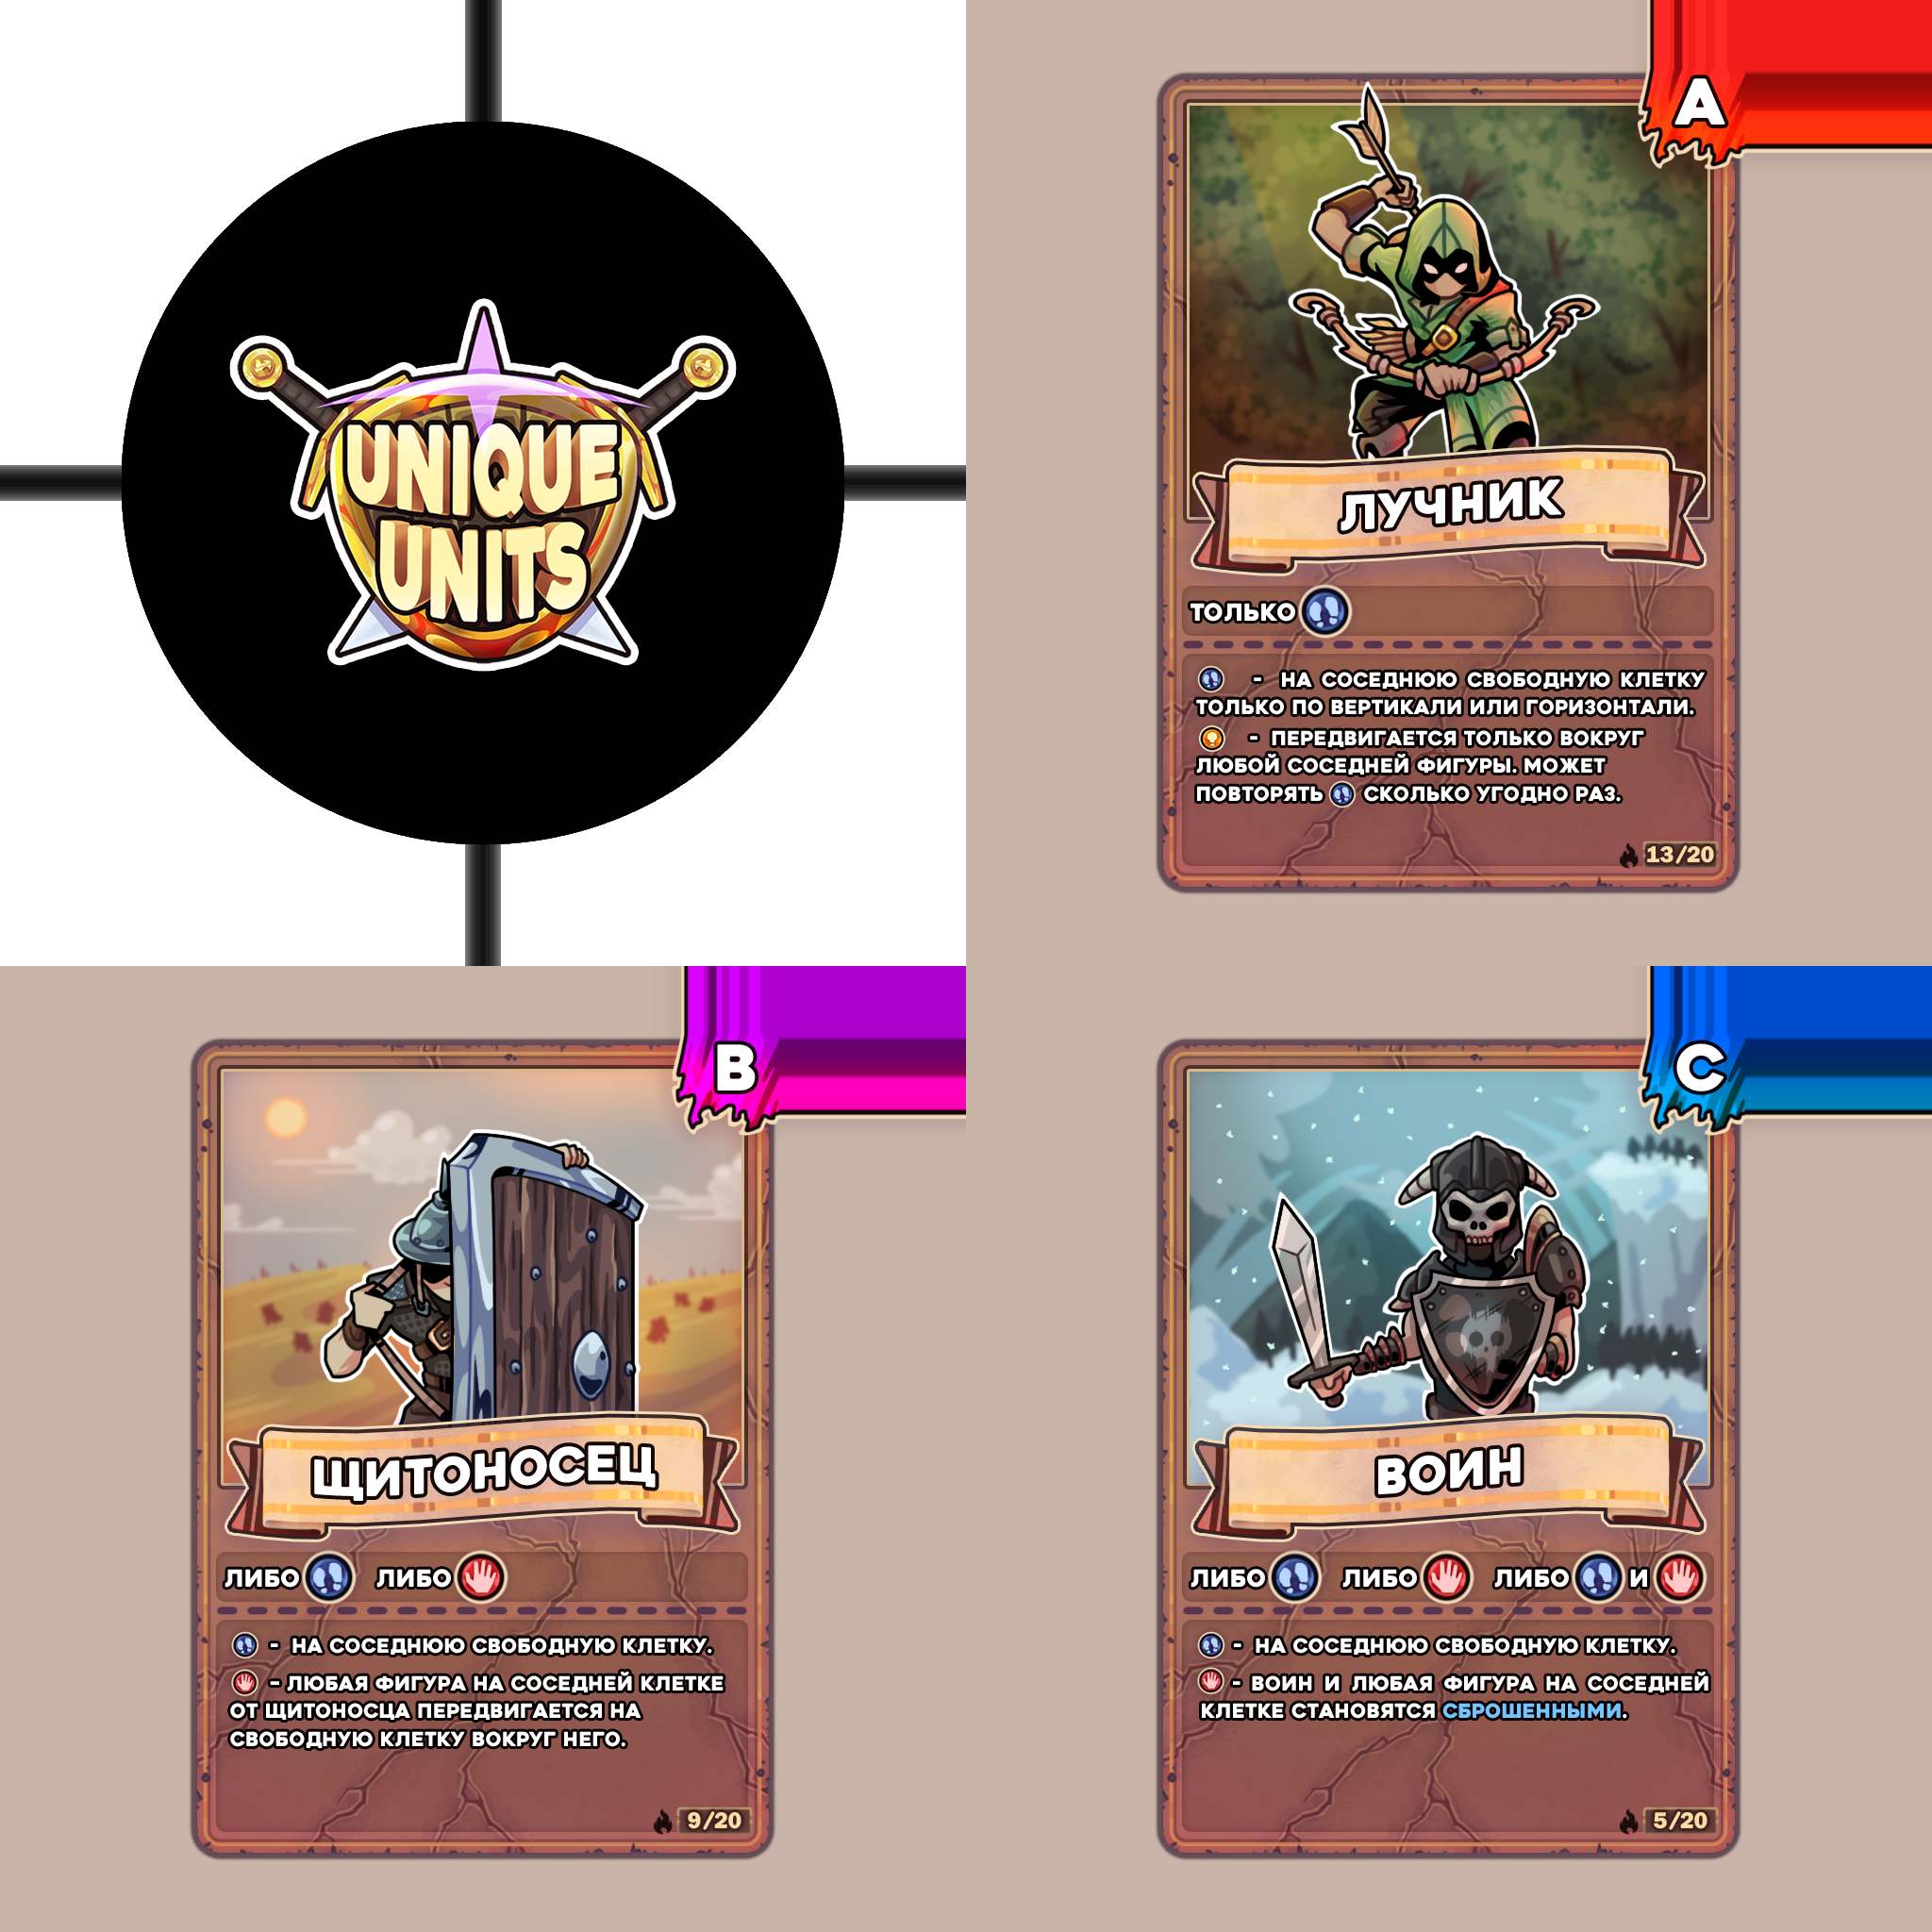 UNIQUE
UNITS
A
ЛУЧНИК
ТОЛЬКО
- НА СОСЕДНЮЮ СВОБОДНУЮ КЛЕТКУ
ТОЛЬКО ПО ВЕРТИКАЛИ ИЛИ ГОРИЗОНТАЛИ.
- ПЕРЕДВИГАЕТСЯ ТОЛЬКО ВОКРУГ
ЛЮБОЙ СОСЕДНЕЙ ФИГУРЫ. МОЖЕТ
ПОВТОРЯТЬ СКОЛЬКО УГОДНО РАЗ.
13/20
B
ЩИТОНОСЕЦ
ЛИБО ЛИБО
- НА СОСЕДНЮЮ СВОБОДНУЮ КЛЕТКУ.
- ЛЮБАЯ ФИГУРА НА СОСЕДНЕЙ КЛЕТКЕ
ОТ ЩИТОНОСЦА ПЕРЕДВИГАЕТСЯ НА
СВОБОДНУЮ КЛЕТКУ ВОКРУГ НЕГО.
9/20
C
ВОИН
ЛИБО ЛИБО ЛИБО И
- НА СОСЕДНЮЮ СВОБОДНУЮ КЛЕТКУ.
- ВОИН И ЛЮБАЯ ФИГУРА НА СОСЕДНЕЙ
КЛЕТКЕ СТАНОВЯТСЯ СБРОШЕННЫМИ.
5/20